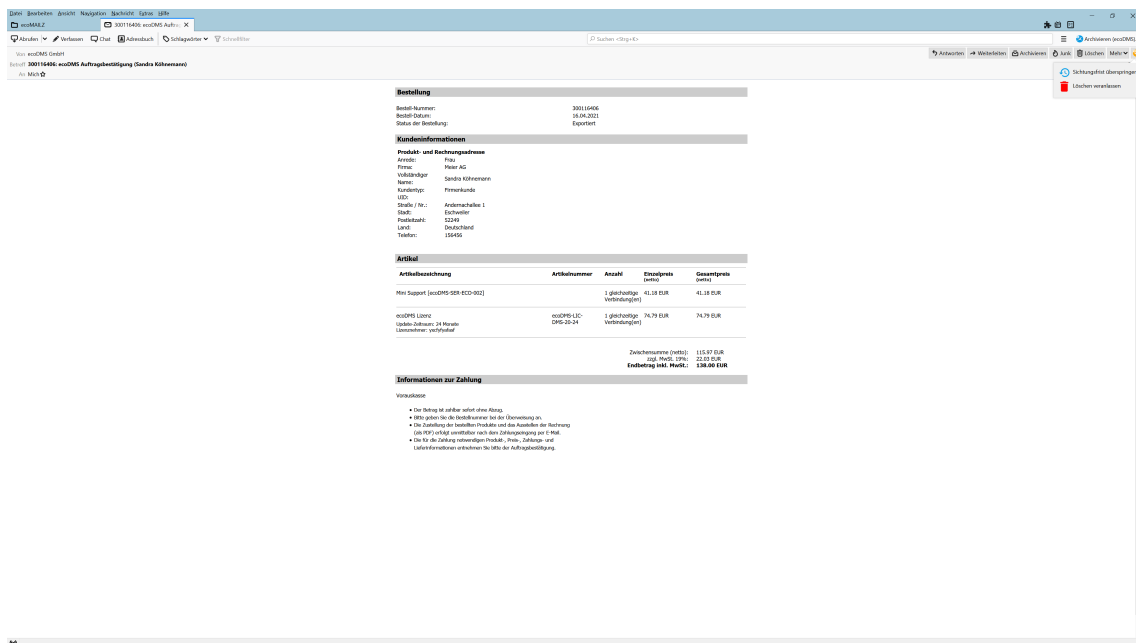 Datei Bearbeiten Ansicht Navigation Nachricht Extras Hilfe
ecoMAILZ
300116406: ecoDMS Auftra
Abrufen Verfassen Chat Adressbuch Schlagwörter Schnellfilter
Suchen <Strg+K>
Archivieren (ecoDMS)
Von ecoDMS GmbH
Antworten Weiterleiten Archivieren Junk Löschen Mehr
Betreff 300116406: ecoDMS Auftragsbestätigung (Sandra Köhnemann)
An Mich
Sichtungsfrist überspringen
Löschen veranlassen
Bestellung
Bestell-Nummer: 300116406
Bestell-Datum: 16.04.2021
Status der Bestellung: Exportiert
Kundeninformationen
Produkt- und Rechnungsadresse
Anrede: Frau
Firma: Meier AG
Vollständiger Name: Sandra Köhnemann
Kundentyp: Firmenkunde
UID:
Straße / Nr.: Andernachallee 1
Stadt: Eschweiler
Postleitzahl: 52249
Land: Deutschland
Telefon: 156456
Artikel
Artikelbezeichnung Artikelnummer Anzahl Einzelpreis (netto) Gesamtpreis (netto)
Mini Support [ecoDMS-SER-ECO-002] 1 gleichzeitige Verbindung(en) 41.18 EUR 41.18 EUR
ecoDMS Lizenz ecoDMS-LIC-DMS-20-24 1 gleichzeitige Verbindung(en) 74.79 EUR 74.79 EUR
Update-Zeitraum: 24 Monate
Lizenznehmer:
Zwischensumme (netto): 115.97 EUR
zzgl. MwSt. 19%: 22.03 EUR
Endbetrag inkl. MwSt.: 138.00 EUR
Informationen zur Zahlung
Vorauskasse
• Der Betrag ist zahlbar sofort ohne Abzug.
• Bitte geben Sie die Bestellnummer bei der Überweisung an.
• Die Zustellung der bestellten Produkte und das Ausstellen der Rechnung
(als PDF) erfolgt unmittelbar nach dem Zahlungseingang per E-Mail.
• Die für die Zahlung notwendigen Produkt-, Preis-, Zahlungs- und
Lieferinformationen entnehmen Sie bitte der Auftragsbestätigung.